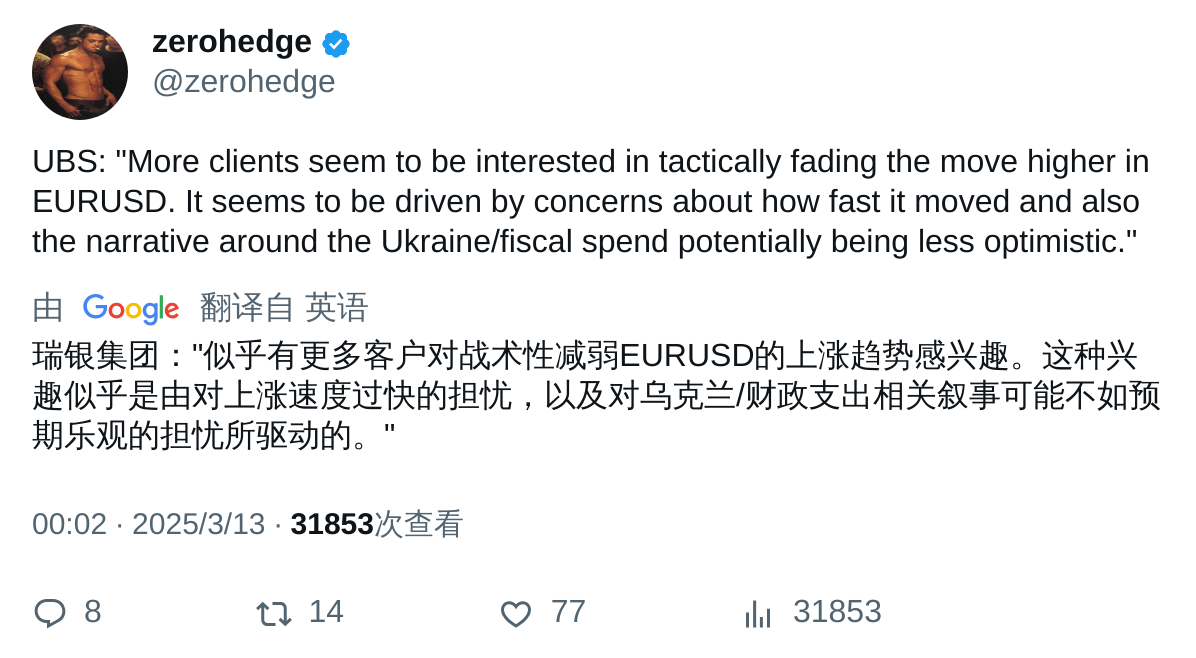 zerohedge
@zerohedge
UBS: "More clients seem to be interested in tactically fading the move higher in
EURUSD. It seems to be driven by concerns about how fast it moved and also
the narrative around the Ukraine/fiscal spend potentially being less optimistic."
由 Google 翻译自 英语
瑞银集团："似乎有更多客户对战术性减弱EURUSD的上涨趋势感兴趣。这种兴
趣似乎是由对上涨速度过快的担忧，以及对乌克兰/财政支出相关叙事可能不如预
期乐观的担忧所驱动的。"
00:02 · 2025/3/13 · 31853次查看
8 14 77 31853